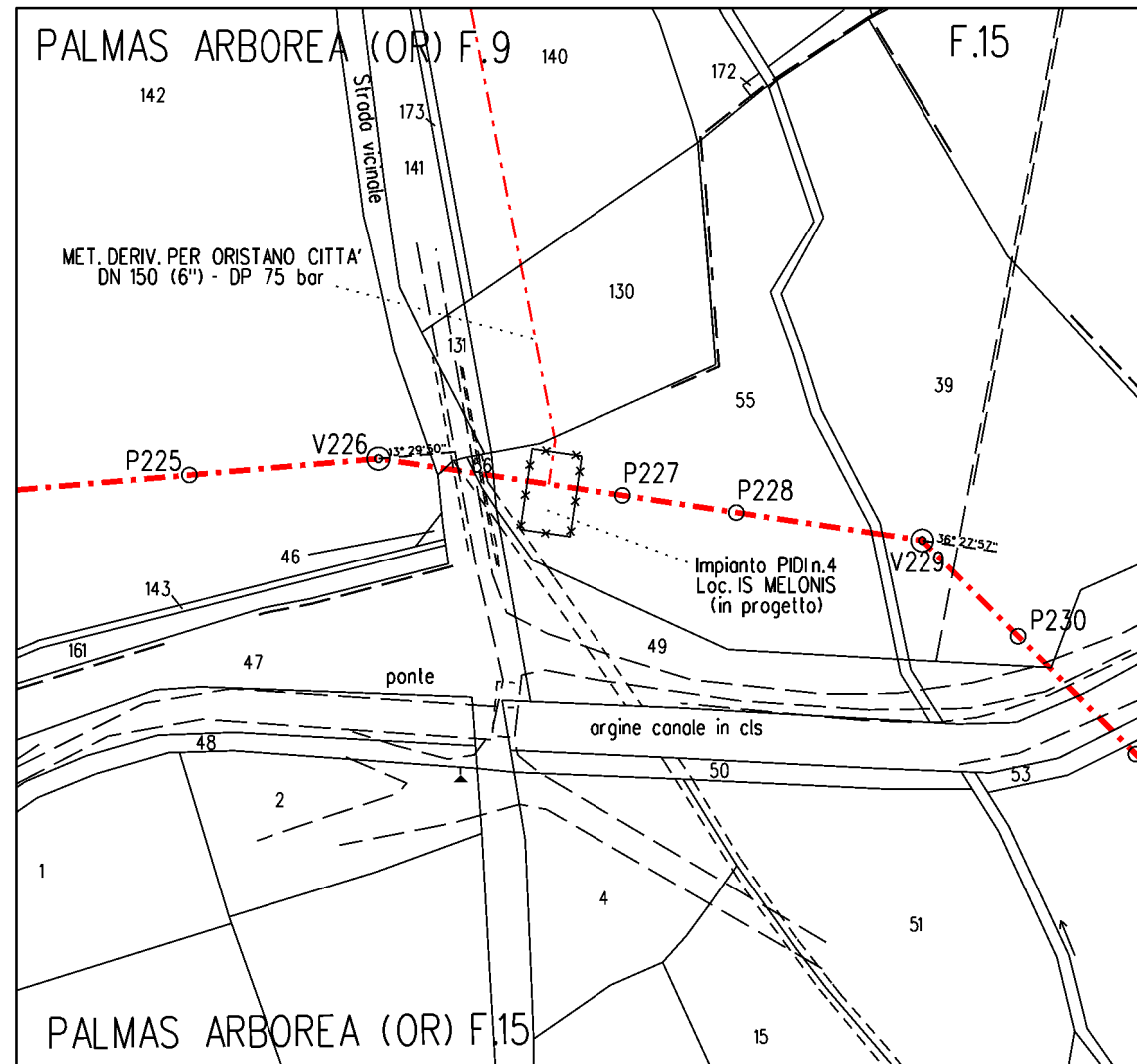 PALMAS ARBOREA (OR) F.9
F.15
140
142
172
Strada vicinale
173
141
MET. DERIV. PER ORISTANO CITTA'
DN 150 (6") - DP 75 bar
130
131
39
55
V226
13° 29'50"
P225
86
P227
P228
36° 27'57"
V229
46
Impianto PIDI n.4
Loc. IS MELONIS
(in progetto)
143
P230
161
47
49
ponte
argine canale in cls
48
50
53
2
1
4
51
PALMAS ARBOREA (OR) F.15
15